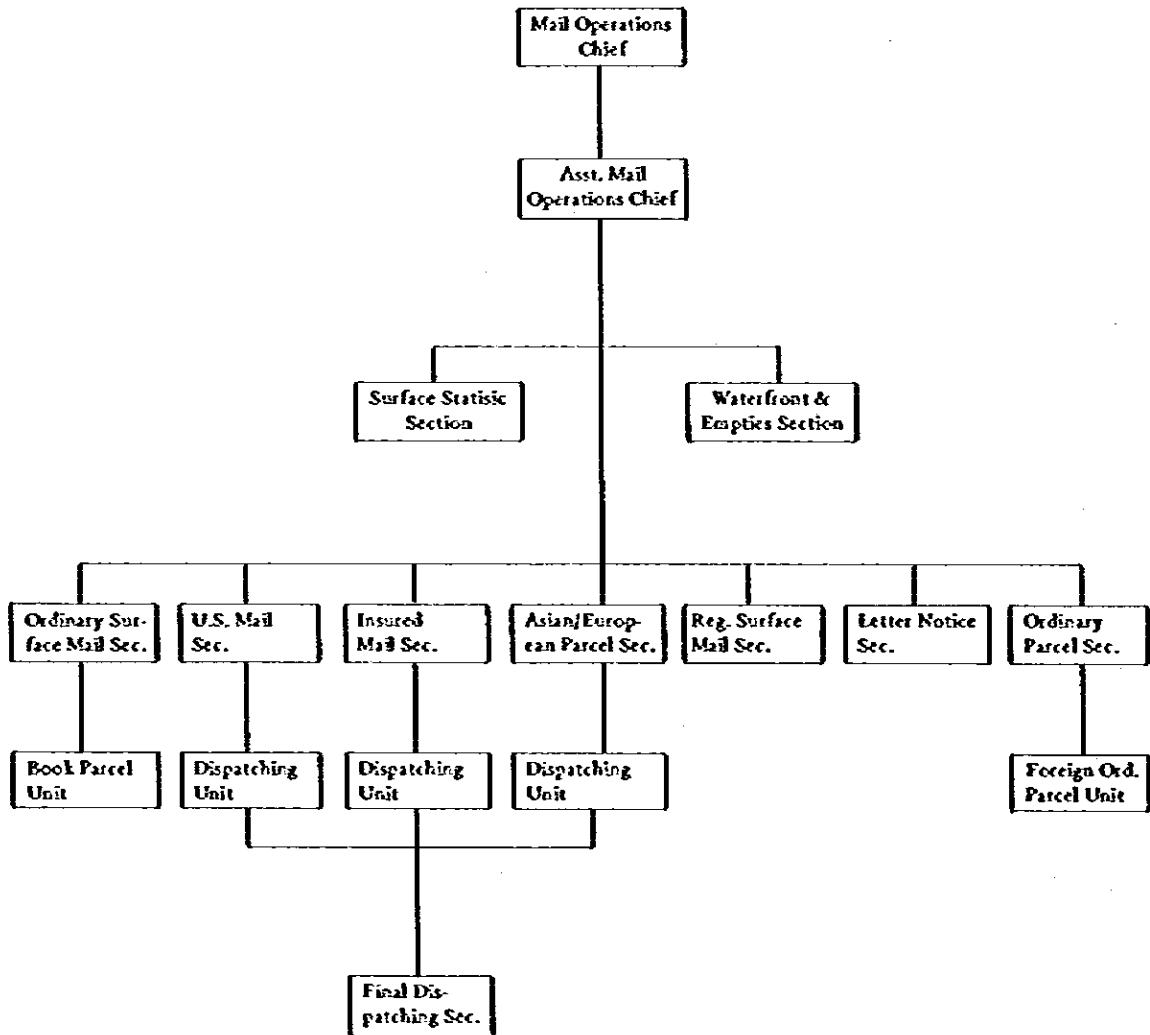 Mail Operations
Chief
Asst. Mail
Operations Chief
Surface Statisic
Section
Waterfront &
Empties Section
Ordinary Sur-
face Mail Sec.
U.S. Mail
Sec.
Insured
Mail Sec.
Asian/Europ-
ean Parcel Sec.
Reg. Surface
Mail Sec.
Letter Notice
Sec.
Ordinary
Parcel Sec.
Book Parcel
Unit
Dispatching
Unit
Dispatching
Unit
Dispatching
Unit
Foreign Ord.
Parcel Unit
Final Dis-
patching Sec.